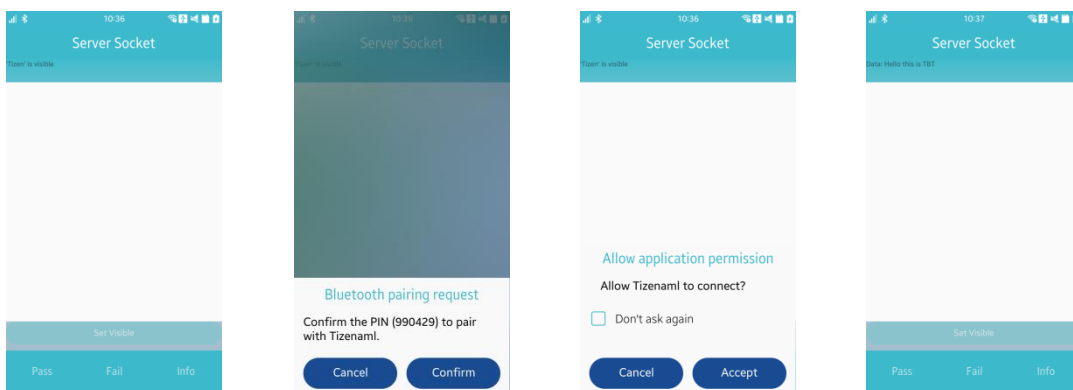 10:36
Server Socket
'Tizen' is visible
Set Visible
Pass Fail Info
10:36
Server Socket
'Tizen' is visible
Bluetooth pairing request
Confirm the PIN (990429) to pair
with Tizenaml.
Cancel Confirm
10:36
Server Socket
'Tizen' is visible
Allow application permission
Allow Tizenaml to connect?
Don't ask again
Cancel Accept
10:37
Server Socket
Data: Hello this is TBT
Set Visible
Pass Fail Info